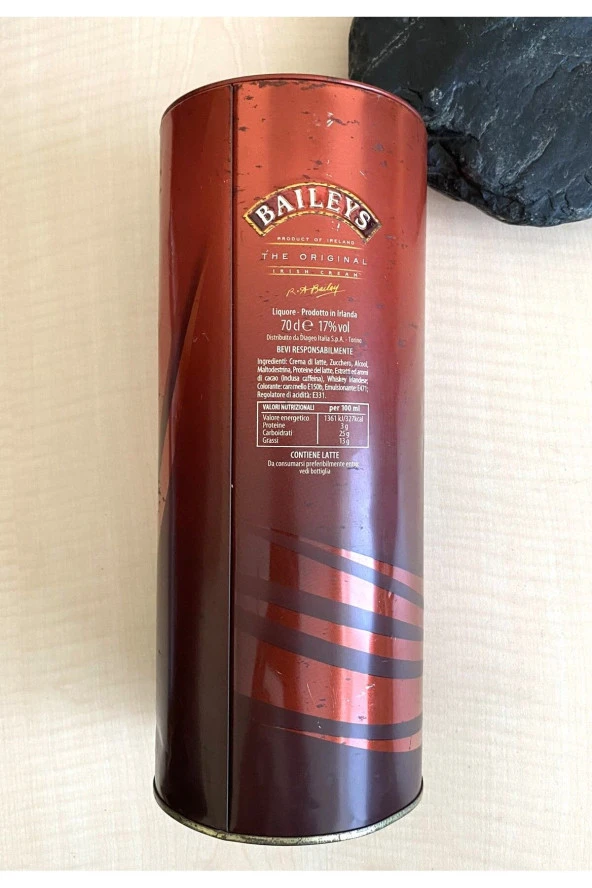 BAILEYS
PRODUCT OF IRELAND
THE ORIGINAL
IRISH CREAM
R.A Bailey
Liquore - Prodotto in Irlanda
70 cl ℮ 17% vol
Distribuito da Diageo Italia S.p.A. - Torino
BEVI RESPONSABILMENTE
Ingredienti: Crema di latte, Zucchero, Alcool,
Maltodestrina, Proteine del latte, Estratti ed aromi
di cacao (inclusa caffeina), Whiskey irlandese;
Colorante: caramello E150b, Emulsionante: E471;
Regolatore di acidità: E331.
VALORI NUTRIZIONALI per 100 ml
Valore energetico 1361 kJ/327kcal
Proteine 3 g
Carboidrati 25 g
Grassi 13 g
CONTIENE LATTE
Da consumarsi preferibilmente entro:
vedi bottiglia